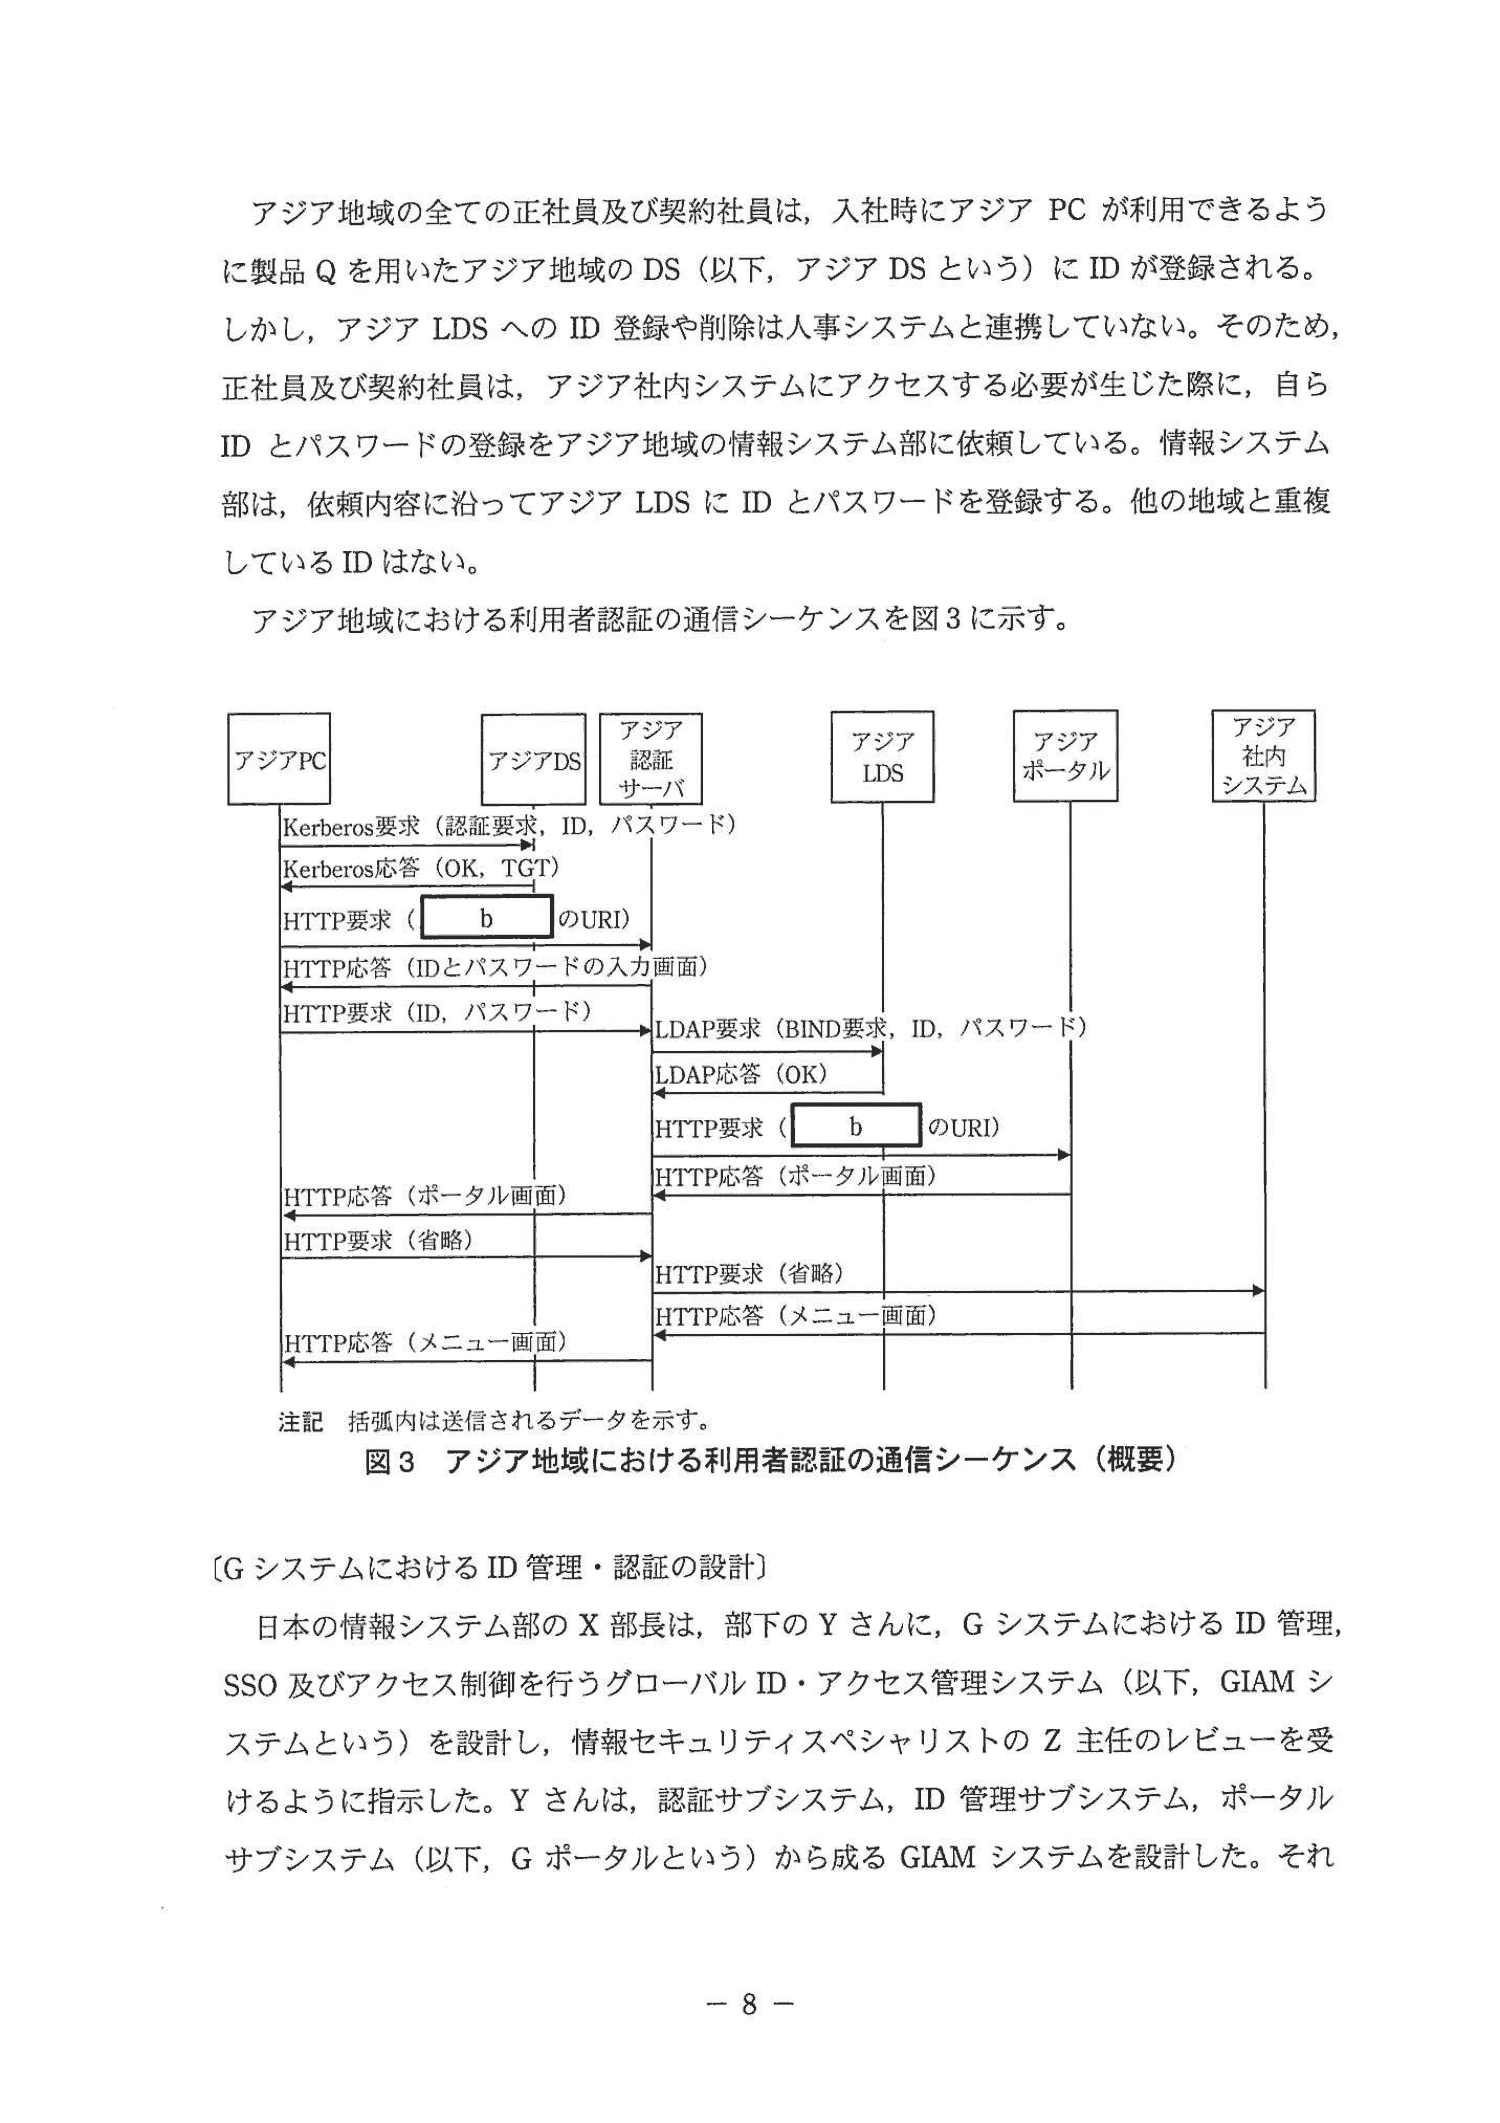 アジア地域の全ての正社員及び契約社員は，入社時にアジア PC が利用できるよう
に製品 Q を用いたアジア地域の DS（以下，アジア DS という）に ID が登録される。
しかし，アジア LDS への ID 登録や削除は人事システムと連携していない。そのため，
正社員及び契約社員は，アジア社内システムにアクセスする必要が生じた際に，自ら
ID とパスワードの登録をアジア地域の情報システム部に依頼している。情報システム
部は，依頼内容に沿ってアジア LDS に ID とパスワードを登録する。他の地域と重複
している ID はない。
アジア地域における利用者認証の通信シーケンスを図 3 に示す。
アジアPC
アジアDS
アジア
認証
サーバ
アジア
LDS
アジア
ポータル
アジア
社内
システム
Kerberos要求（認証要求，ID，パスワード）
Kerberos応答（OK，TGT）
HTTP要求（ b のURI）
HTTP応答（IDとパスワードの入力画面）
HTTP要求（ID，パスワード）
LDAP要求（BIND要求，ID，パスワード）
LDAP応答（OK）
HTTP要求（ b のURI）
HTTP応答（ポータル画面）
HTTP応答（ポータル画面）
HTTP要求（省略）
HTTP要求（省略）
HTTP応答（メニュー画面）
HTTP応答（メニュー画面）
注記　括弧内は送信されるデータを示す。
図 3　アジア地域における利用者認証の通信シーケンス（概要）
〔G システムにおける ID 管理・認証の設計〕
日本の情報システム部の X 部長は，部下の Y さんに，G システムにおける ID 管理，
SSO 及びアクセス制御を行うグローバル ID・アクセス管理システム（以下，GIAM シ
ステムという）を設計し，情報セキュリティスペシャリストの Z 主任のレビューを受
けるように指示した。Y さんは，認証サブシステム，ID 管理サブシステム，ポータル
サブシステム（以下，G ポータルという）から成る GIAM システムを設計した。それ
－ 8 －